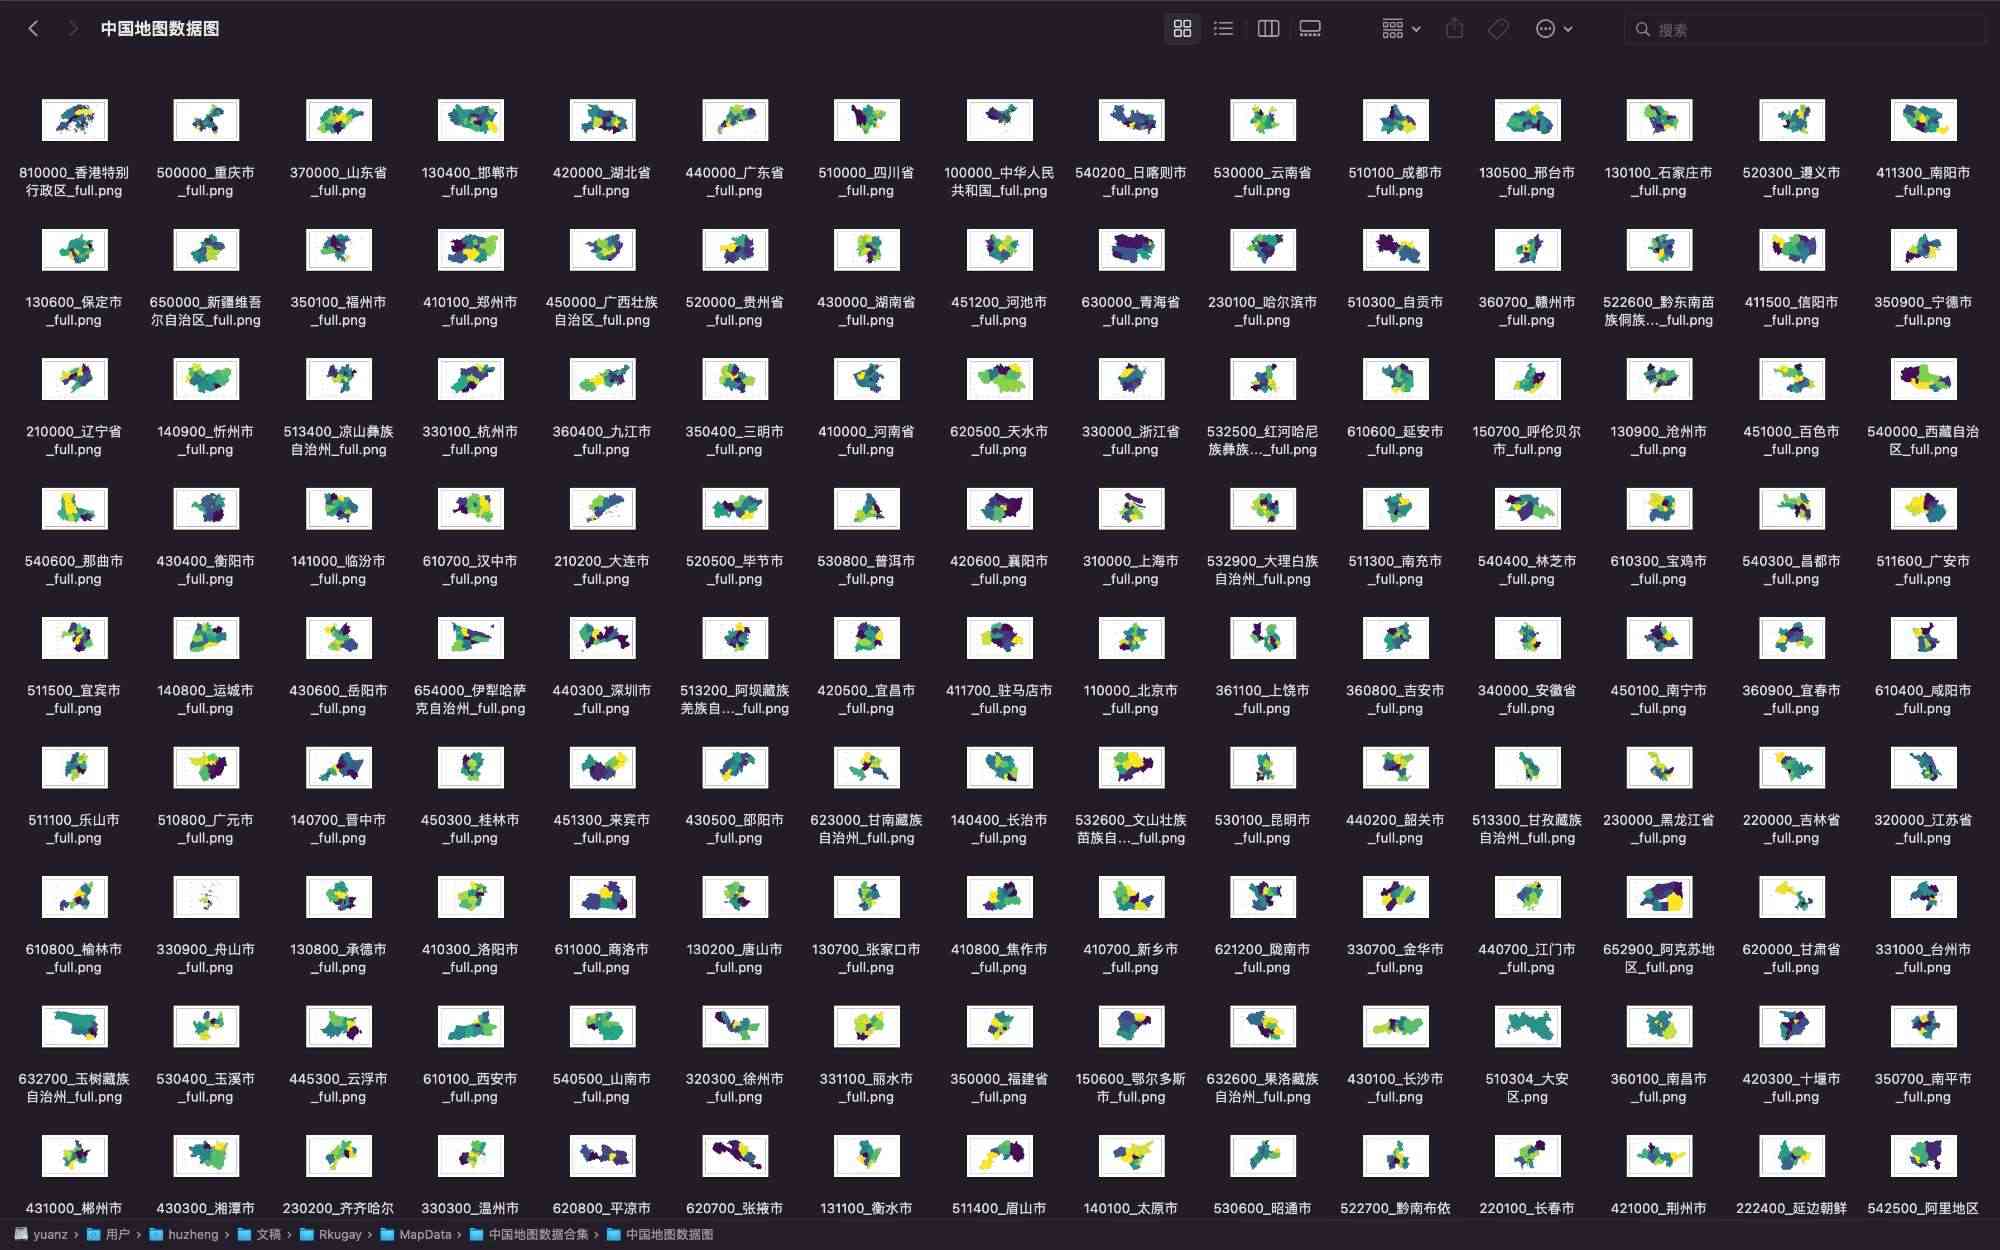 中国地图数据图
搜索
810000_香港特别 500000_重庆市 370000_山东省 130400_邯郸市 420000_湖北省 440000_广东省 510000_四川省 100000_中华人民 540200_日喀则市 530000_云南省 510100_成都市 130500_邢台市 130100_石家庄市 520300_遵义市 411300_南阳市
行政区_full.png _full.png _full.png _full.png _full.png _full.png _full.png 共和国_full.png _full.png _full.png _full.png _full.png _full.png _full.png _full.png
130600_保定市 650000_新疆维吾 350100_福州市 410100_郑州市 450000_广西壮族 520000_贵州省 430000_湖南省 451200_河池市 630000_青海省 230100_哈尔滨市 510300_自贡市 360700_赣州市 522600_黔东南苗 411500_信阳市 350900_宁德市
_full.png 尔自治区_full.png _full.png _full.png 自治区_full.png _full.png _full.png _full.png _full.png _full.png _full.png _full.png 族侗族..._full.png _full.png _full.png
210000_辽宁省 140900_忻州市 513400_凉山彝族 330100_杭州市 360400_九江市 350400_三明市 410000_河南省 620500_天水市 330000_浙江省 532500_红河哈尼 610600_延安市 150700_呼伦贝尔 130900_沧州市 451000_百色市 540000_西藏自治
_full.png _full.png 自治州_full.png _full.png _full.png _full.png _full.png _full.png _full.png 族彝族..._full.png _full.png 市_full.png _full.png _full.png 区_full.png
540600_那曲市 430400_衡阳市 141000_临汾市 610700_汉中市 210200_大连市 520500_毕节市 530800_普洱市 420600_襄阳市 310000_上海市 532900_大理白族 511300_南充市 540400_林芝市 610300_宝鸡市 540300_昌都市 511600_广安市
_full.png _full.png _full.png _full.png _full.png _full.png _full.png _full.png _full.png 自治州_full.png _full.png _full.png _full.png _full.png _full.png
511500_宜宾市 140800_运城市 430600_岳阳市 654000_伊犁哈萨 440300_深圳市 513200_阿坝藏族 420500_宜昌市 411700_驻马店市 110000_北京市 361100_上饶市 360800_吉安市 340000_安徽省 450100_南宁市 360900_宜春市 610400_咸阳市
_full.png _full.png _full.png 克自治州_full.png _full.png 羌族自..._full.png _full.png _full.png _full.png _full.png _full.png _full.png _full.png _full.png _full.png
511100_乐山市 510800_广元市 140700_晋中市 450300_桂林市 451300_来宾市 430500_邵阳市 623000_甘南藏族 140400_长治市 532600_文山壮族 530100_昆明市 440200_韶关市 513300_甘孜藏族 230000_黑龙江省 220000_吉林省 320000_江苏省
_full.png _full.png _full.png _full.png _full.png _full.png 自治州_full.png _full.png 苗族自..._full.png _full.png _full.png 自治州_full.png _full.png _full.png _full.png
610800_榆林市 330900_舟山市 130800_承德市 410300_洛阳市 611000_商洛市 130200_唐山市 130700_张家口市 410800_焦作市 410700_新乡市 621200_陇南市 330700_金华市 440700_江门市 652900_阿克苏地 620000_甘肃省 331000_台州市
_full.png _full.png _full.png _full.png _full.png _full.png _full.png _full.png _full.png _full.png _full.png _full.png 区_full.png _full.png _full.png
632700_玉树藏族 530400_玉溪市 445300_云浮市 610100_西安市 540500_山南市 320300_徐州市 331100_丽水市 350000_福建省 150600_鄂尔多斯 632600_果洛藏族 430100_长沙市 510304_大安 360100_南昌市 420300_十堰市 350700_南平市
自治州_full.png _full.png _full.png _full.png _full.png _full.png _full.png _full.png 市_full.png 自治州_full.png _full.png 区.png _full.png _full.png _full.png
431000_郴州市 430300_湘潭市 230200_齐齐哈尔 330300_温州市 620800_平凉市 620700_张掖市 131100_衡水市 511400_眉山市 140100_太原市 530600_昭通市 522700_黔南布依 220100_长春市 421000_荆州市 222400_延边朝鲜 542500_阿里地区
yuanz › 用户 › huzheng › 文稿 › Rkugay › MapData › 中国地图数据合集 › 中国地图数据图